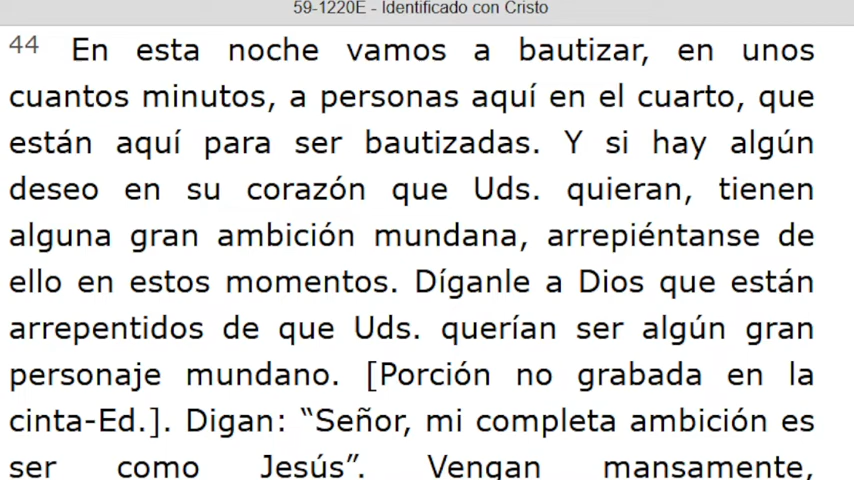 59-1220E - Identificado con Cristo
44 En esta noche vamos a bautizar, en unos
cuantos minutos, a personas aquí en el cuarto, que
están aquí para ser bautizadas. Y si hay algún
deseo en su corazón que Uds. quieran, tienen
alguna gran ambición mundana, arrepiéntanse de
ello en estos momentos. Díganle a Dios que están
arrepentidos de que Uds. querían ser algún gran
personaje mundano. [Porción no grabada en la
cinta-Ed.]. Digan: “Señor, mi completa ambición es
ser como Jesús”. Vengan mansamente,